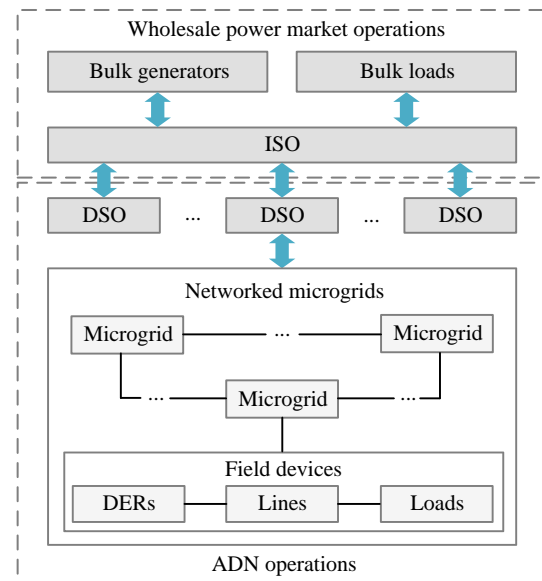 Wholesale power market operations
Bulk generators
Bulk loads
ISO
DSO ... DSO ... DSO
Networked microgrids
Microgrid ... Microgrid
... Microgrid ...
Field devices
DERs Lines Loads
ADN operations